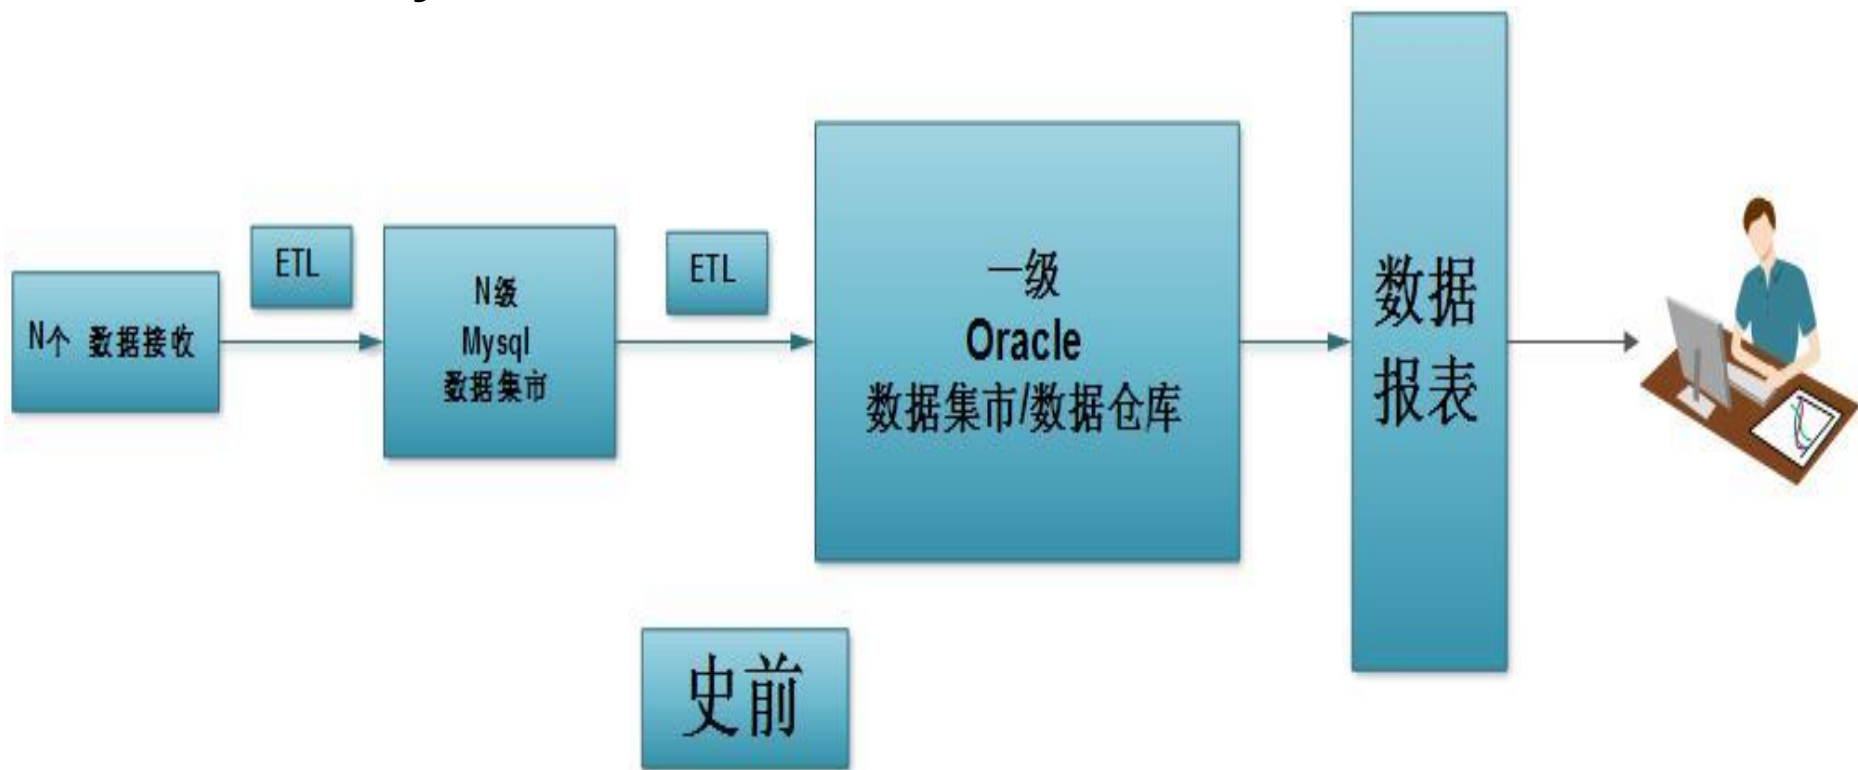 N个 数据接收
ETL
N级
Mysql
数据集市
ETL
一级
Oracle
数据集市/数据仓库
数据
报表
史前